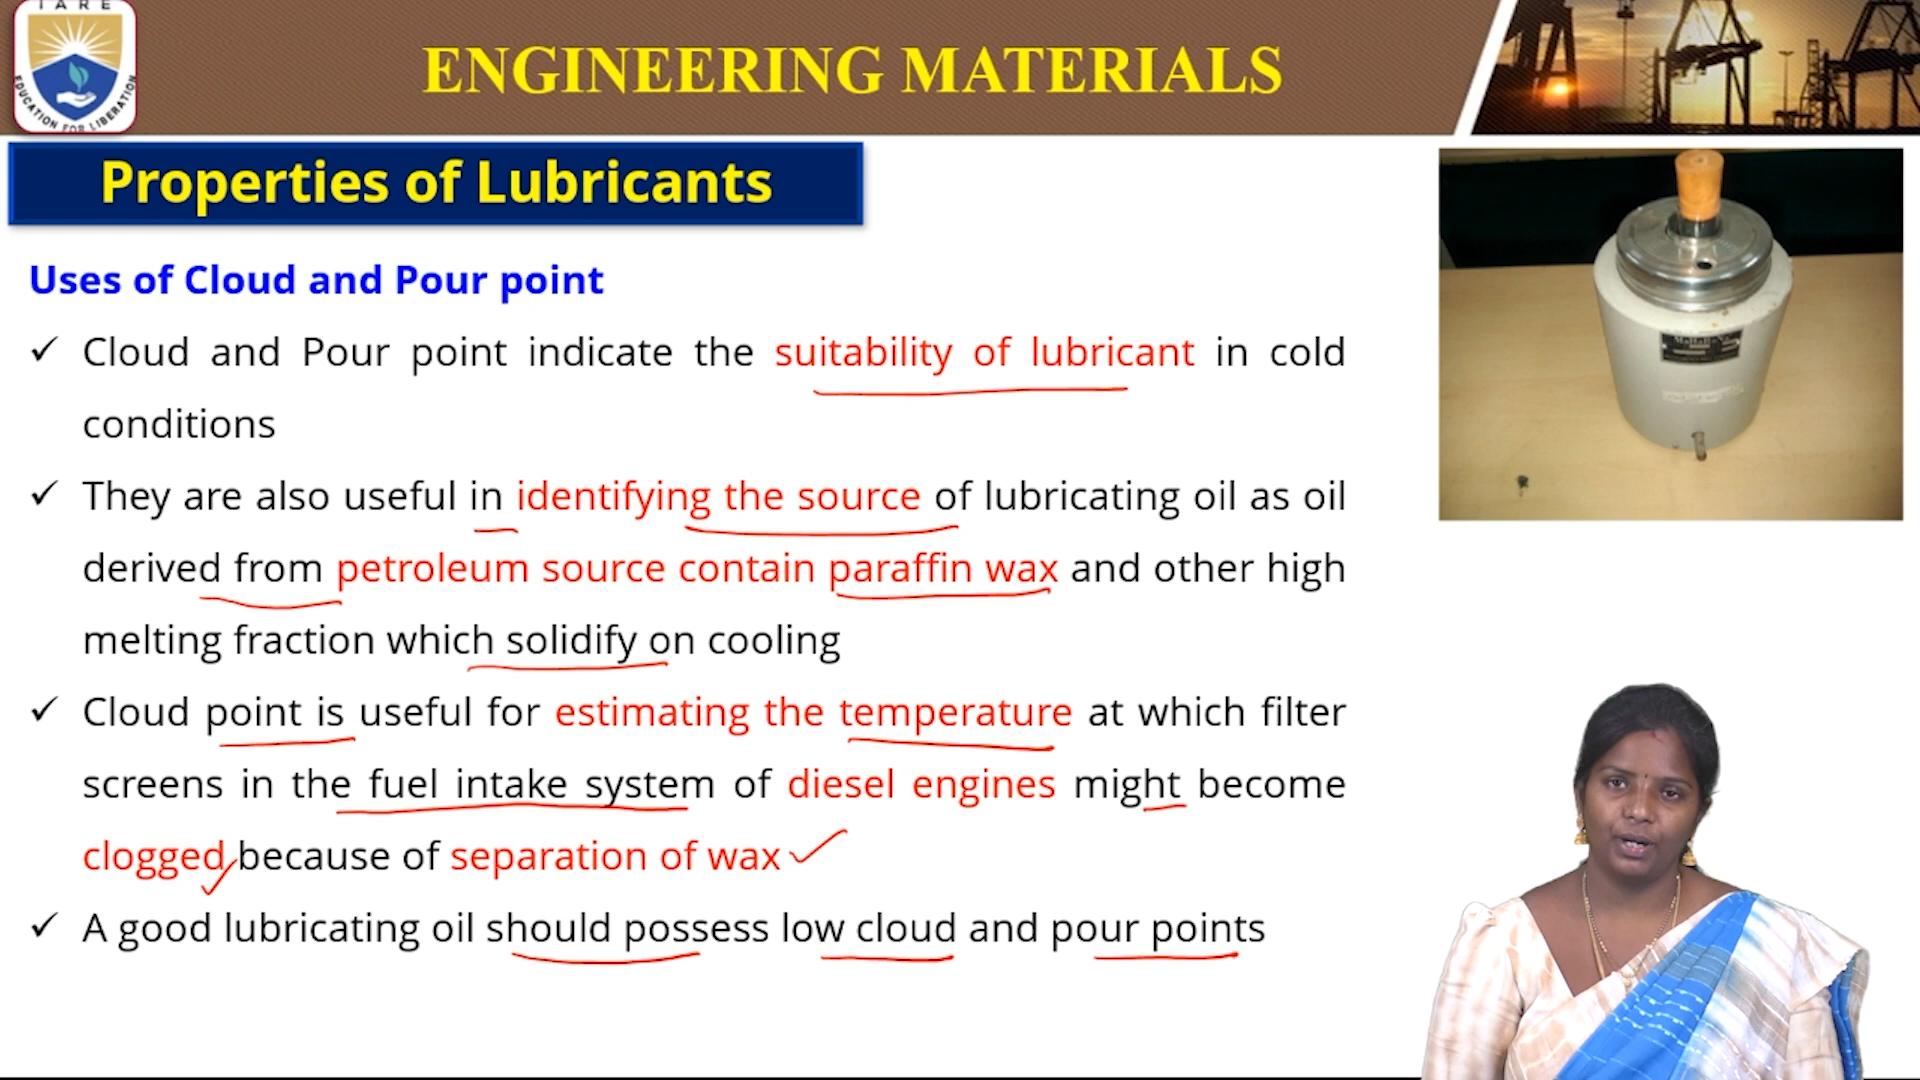 IARE
EDUCATION FOR LIBERATION
ENGINEERING MATERIALS
Properties of Lubricants
Uses of Cloud and Pour point
✓ Cloud and Pour point indicate the suitability of lubricant in cold
conditions
✓ They are also useful in identifying the source of lubricating oil as oil
derived from petroleum source contain paraffin wax and other high
melting fraction which solidify on cooling
✓ Cloud point is useful for estimating the temperature at which filter
screens in the fuel intake system of diesel engines might become
clogged because of separation of wax
✓ A good lubricating oil should possess low cloud and pour points